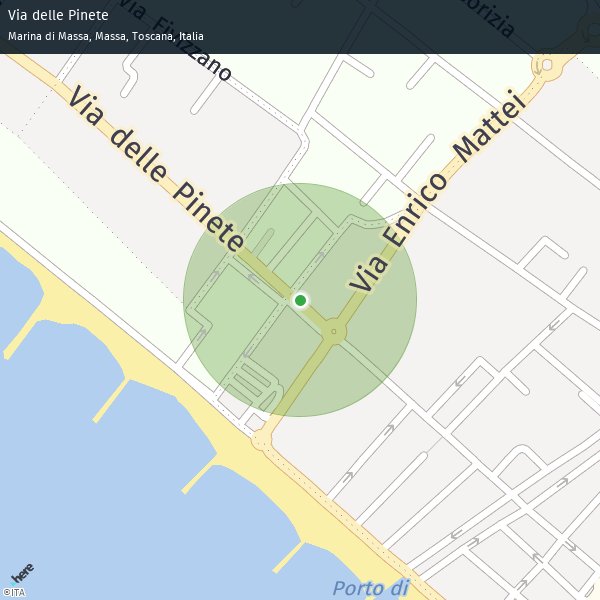 Via delle Pinete
Marina di Massa, Massa, Toscana, Italia
Via Fivizzano
Gorizia
Via delle Pinete
Via Enrico Mattei
Porto di
here
©ITA